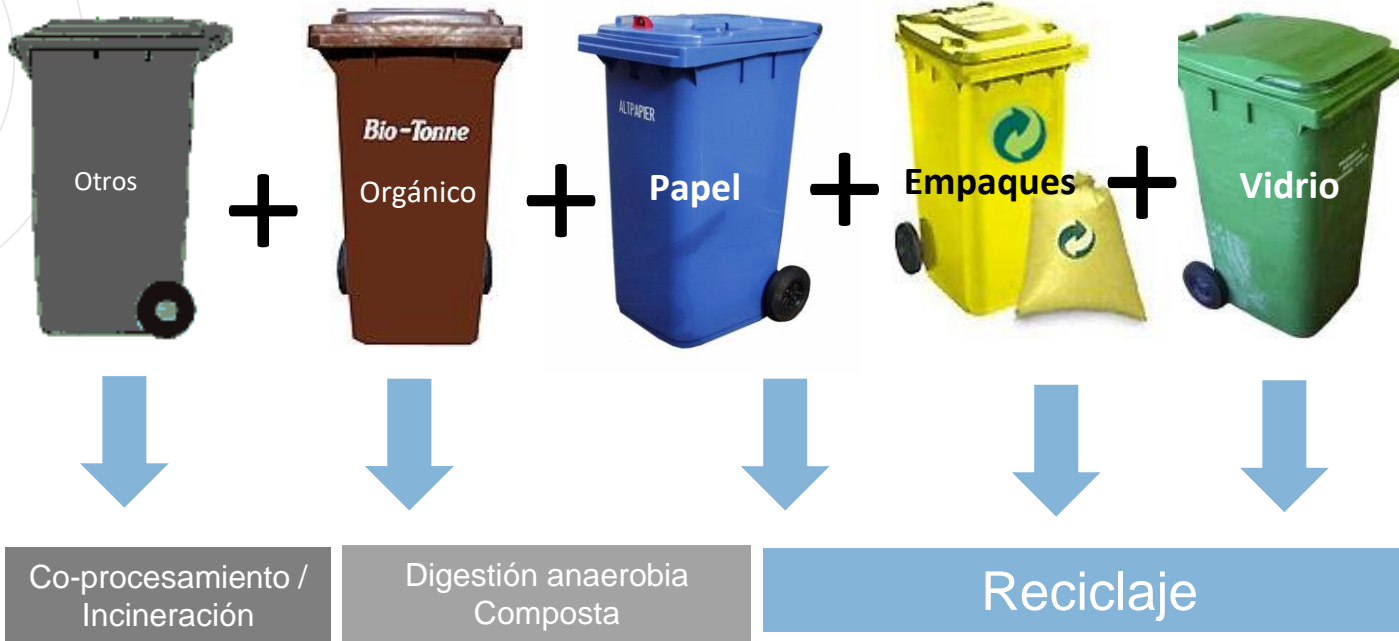 Otros
Bio-Tonne
Orgánico
ALTPAPIER
Papel
Empaques
Vidrio
Co-procesamiento /
Incineración
Digestión anaerobia
Composta
Reciclaje